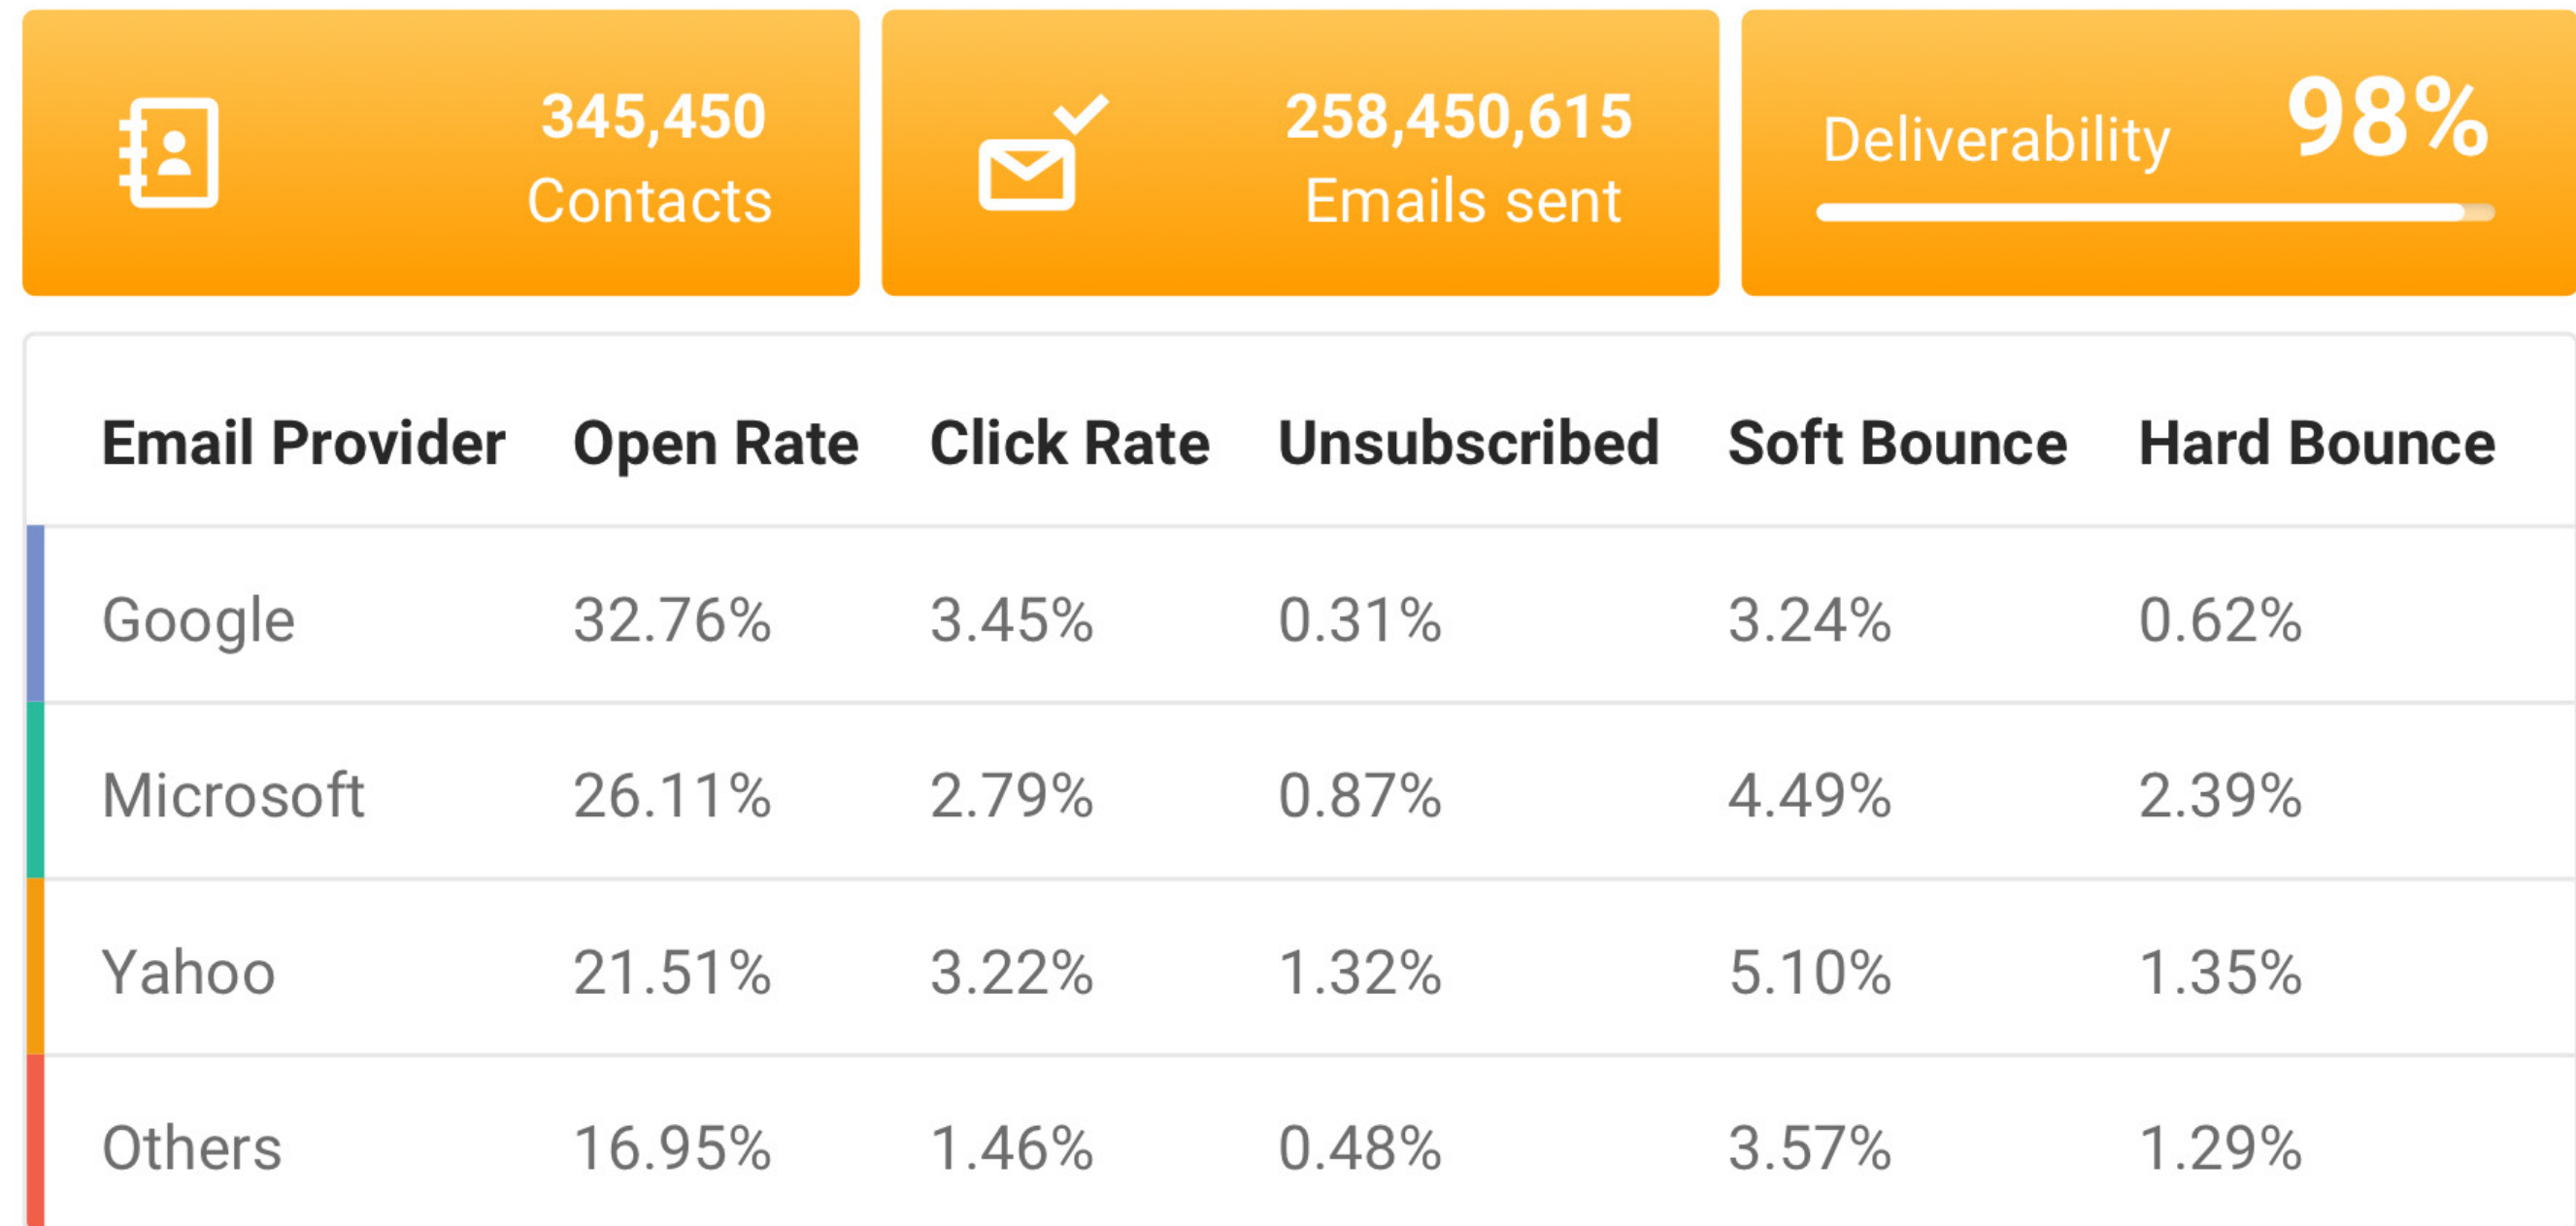 345,450
Contacts
258,450,615
Emails sent
Deliverability 98%
Email Provider Open Rate Click Rate Unsubscribed Soft Bounce Hard Bounce
Google 32.76% 3.45% 0.31% 3.24% 0.62%
Microsoft 26.11% 2.79% 0.87% 4.49% 2.39%
Yahoo 21.51% 3.22% 1.32% 5.10% 1.35%
Others 16.95% 1.46% 0.48% 3.57% 1.29%